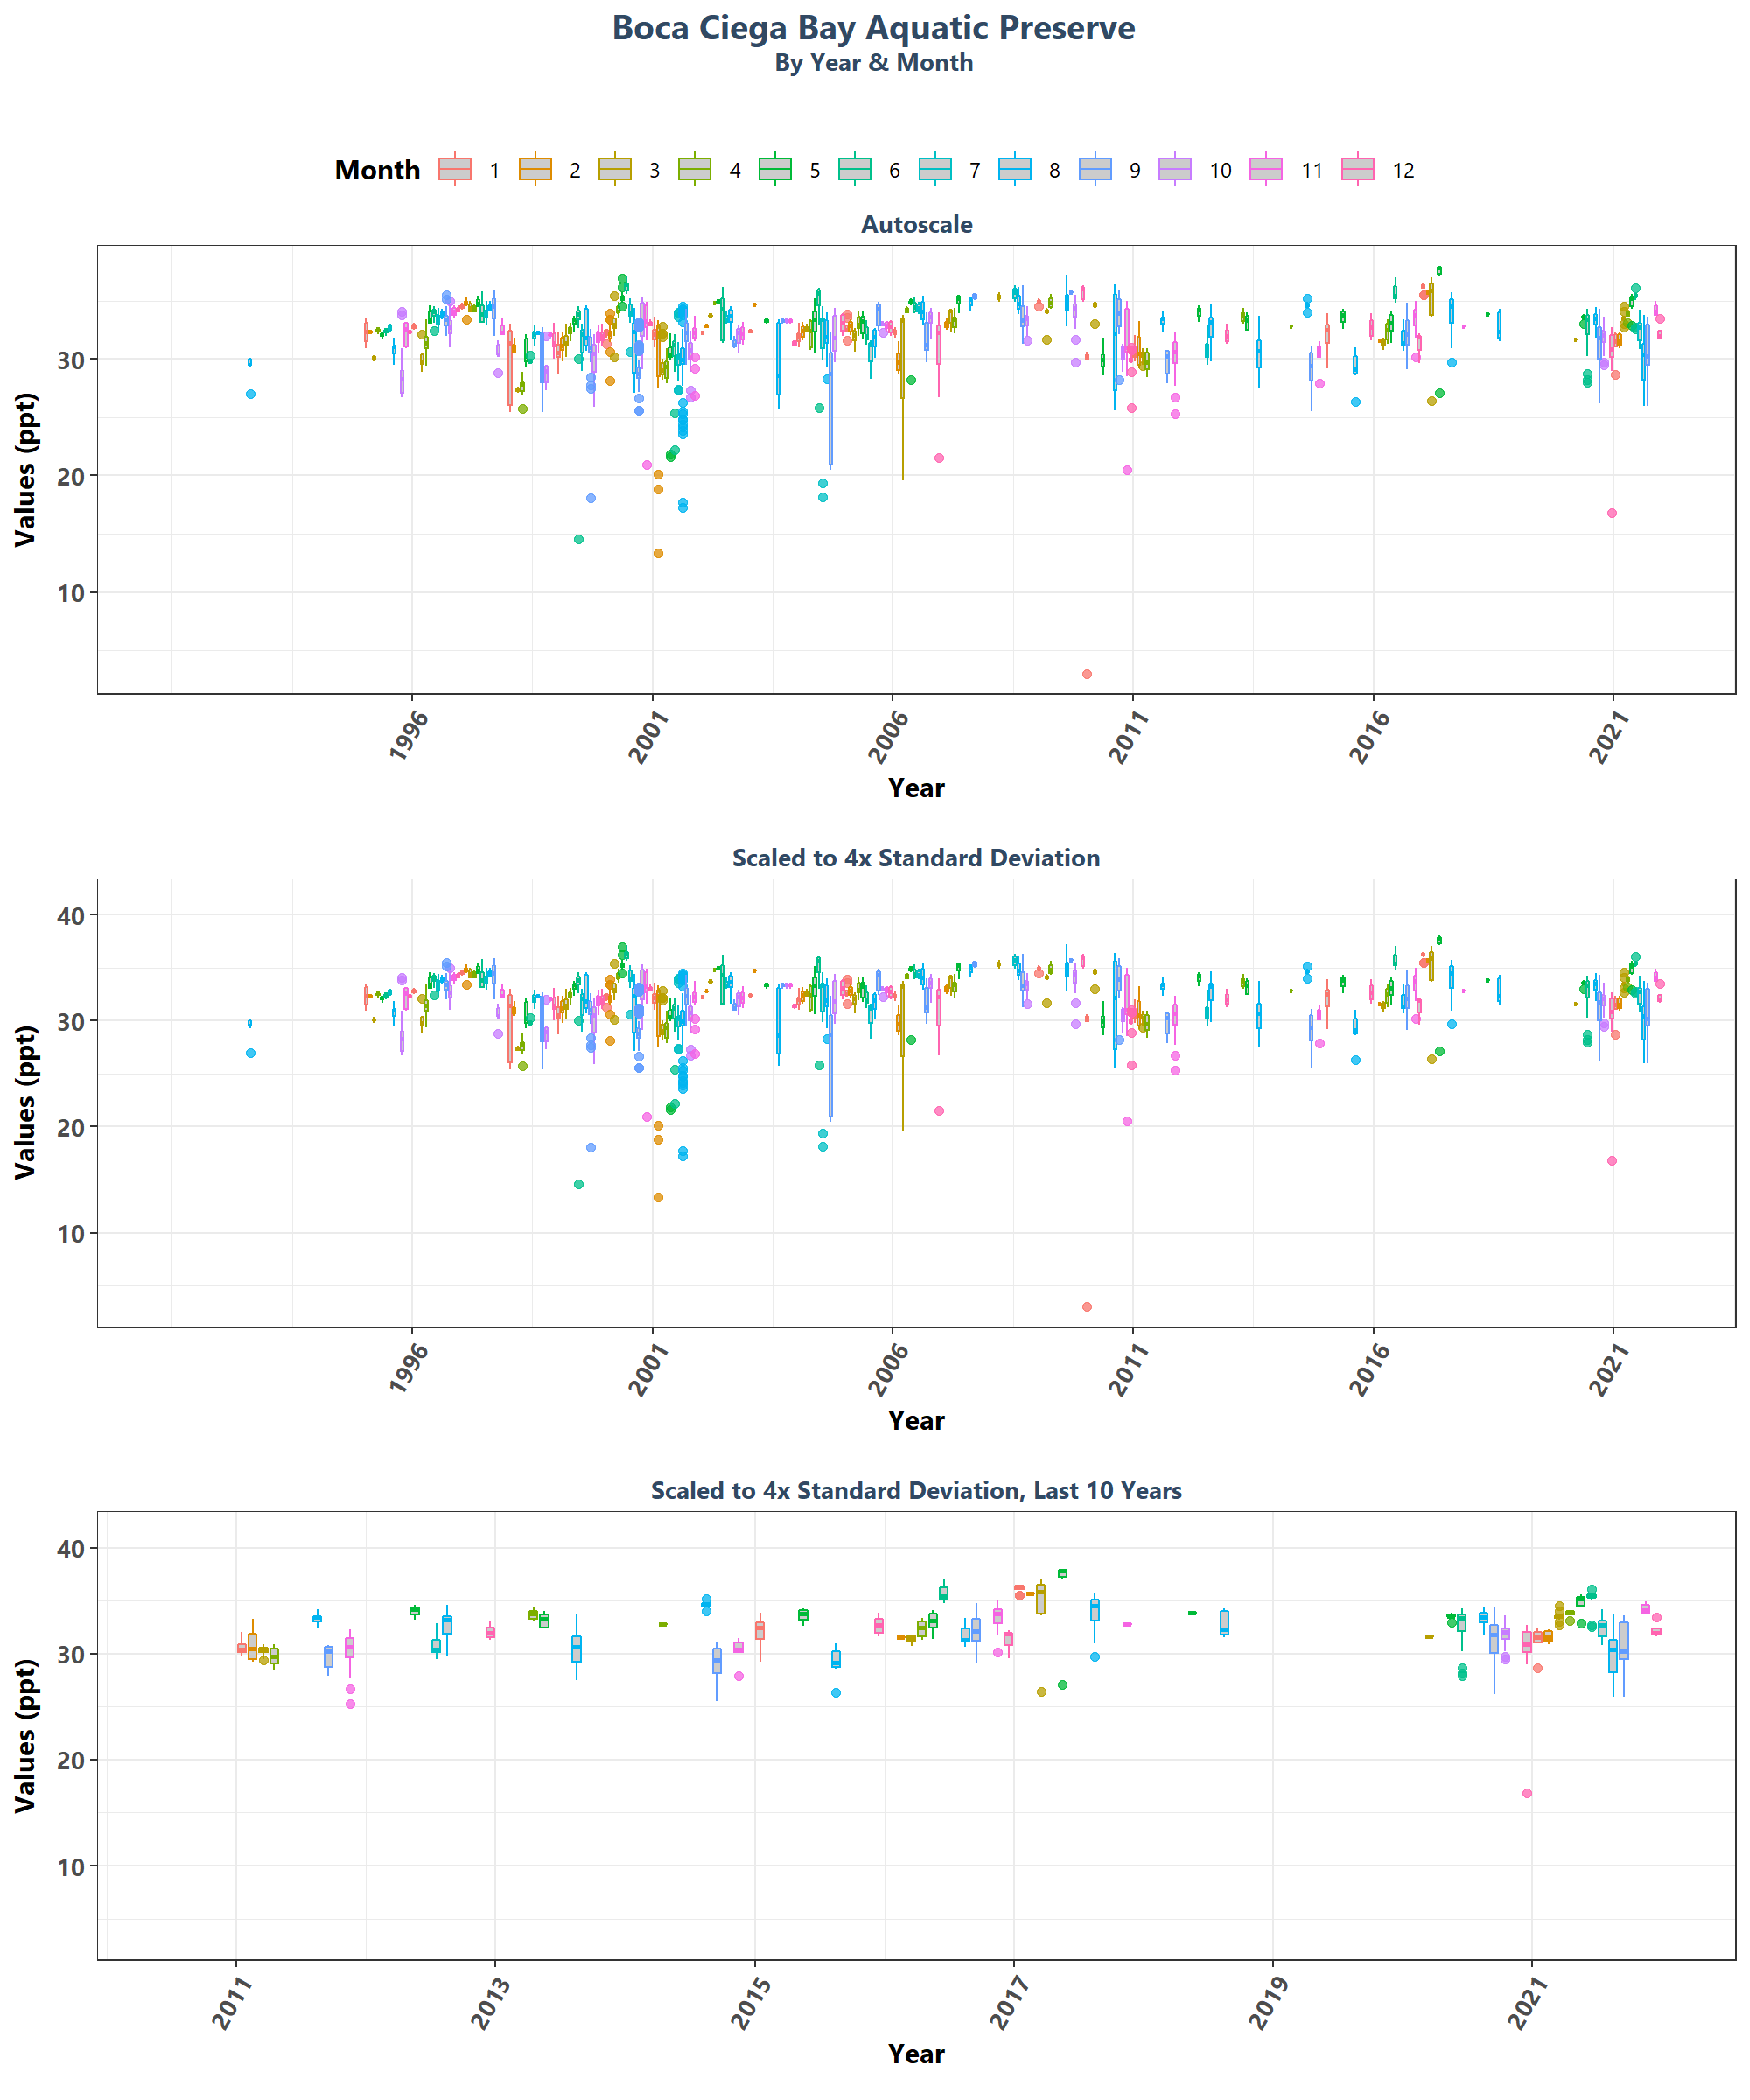 Boca Ciega Bay Aquatic Preserve
By Year & Month
Month 1 2 3 4 5 6 7 8 9 10 11 12
Autoscale
Values (ppt)
30
20
10
1996 2001 2006 2011 2016 2021
Year
Scaled to 4x Standard Deviation
Values (ppt)
40
30
20
10
1996 2001 2006 2011 2016 2021
Year
Scaled to 4x Standard Deviation, Last 10 Years
Values (ppt)
40
30
20
10
2011 2013 2015 2017 2019 2021
Year